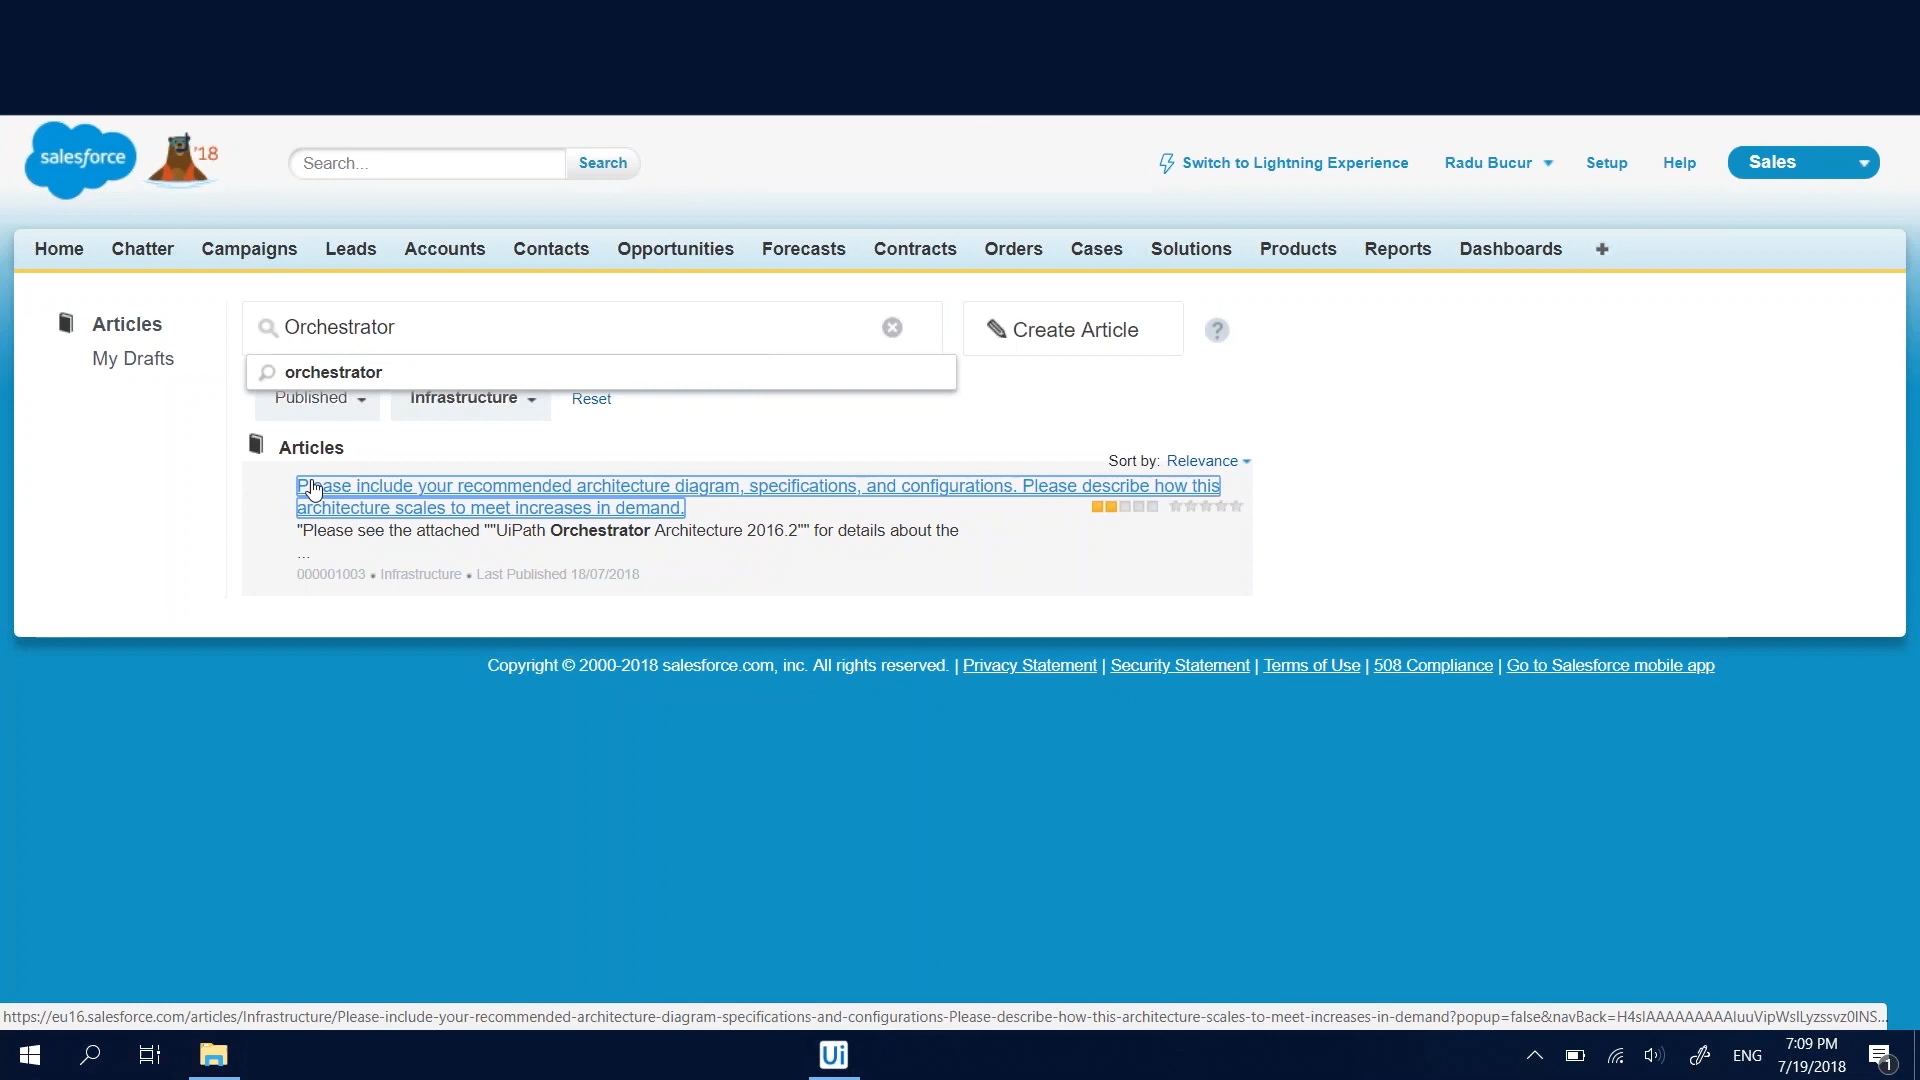 salesforce
'18
Search...
Search
Switch to Lightning Experience
Radu Bucur
Setup
Help
Sales
Home
Chatter
Campaigns
Leads
Accounts
Contacts
Opportunities
Forecasts
Contracts
Orders
Cases
Solutions
Products
Reports
Dashboards
+
Articles
My Drafts
Orchestrator
Create Article
?
orchestrator
Published
Infrastructure
Reset
Articles
Sort by: Relevance
Please include your recommended architecture diagram, specifications, and configurations. Please describe how this
architecture scales to meet increases in demand.
"Please see the attached ""UiPath Orchestrator Architecture 2016.2"" for details about the
...
000001003 • Infrastructure • Last Published 18/07/2018
Copyright © 2000-2018 salesforce.com, inc. All rights reserved. | Privacy Statement | Security Statement | Terms of Use | 508 Compliance | Go to Salesforce mobile app
https://eu16.salesforce.com/articles/Infrastructure/Please-include-your-recommended-architecture-diagram-specifications-and-configurations-Please-describe-how-this-architecture-scales-to-meet-increases-in-demand?popup=false&navBack=
Ui
ENG
7:09 PM
7/19/2018
1